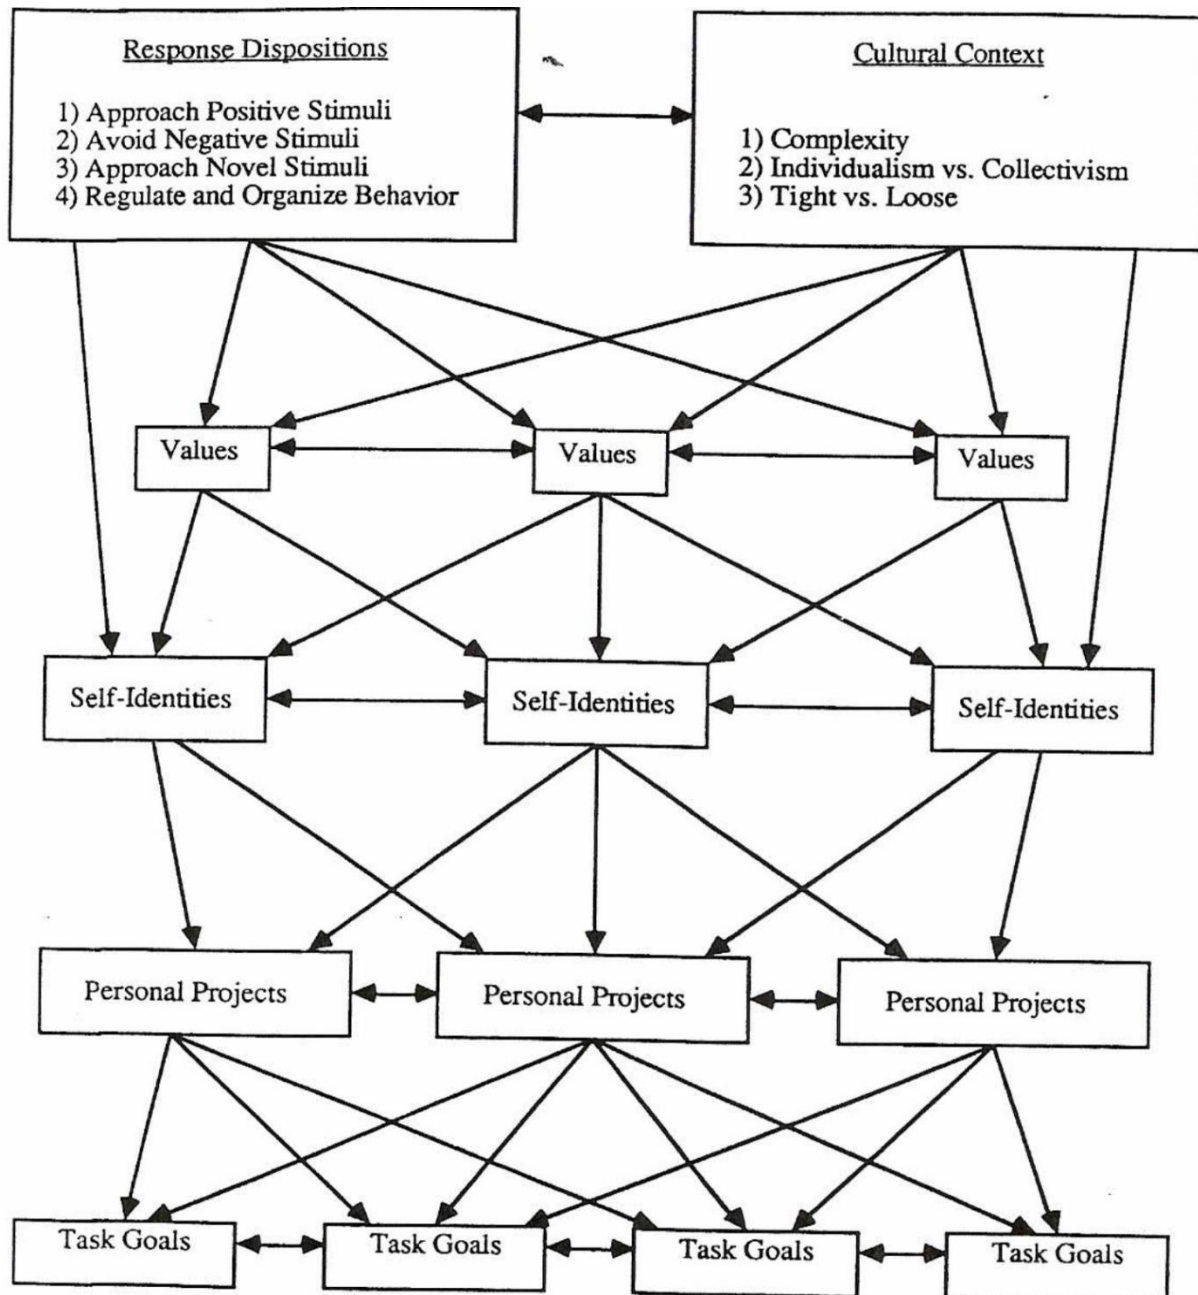 Response Dispositions
1) Approach Positive Stimuli
2) Avoid Negative Stimuli
3) Approach Novel Stimuli
4) Regulate and Organize Behavior
Cultural Context
1) Complexity
2) Individualism vs. Collectivism
3) Tight vs. Loose
Values
Values
Values
Self-Identities
Self-Identities
Self-Identities
Personal Projects
Personal Projects
Personal Projects
Task Goals
Task Goals
Task Goals
Task Goals